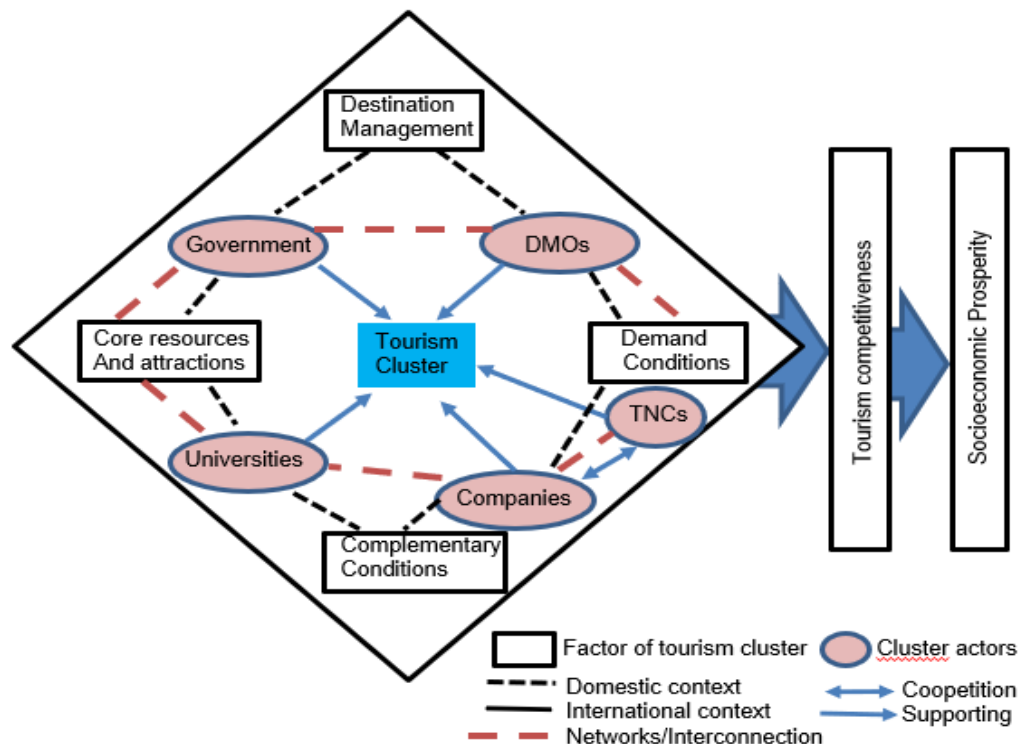 Destination
Management
Government
DMOs
Core resources
And attractions
Tourism
Cluster
Demand
Conditions
TNCs
Universities
Companies
Complementary
Conditions
Tourism competitiveness
Socioeconomic Prosperity
Factor of tourism cluster
Cluster actors
Domestic context
Coopetition
International context
Supporting
Networks/Interconnection